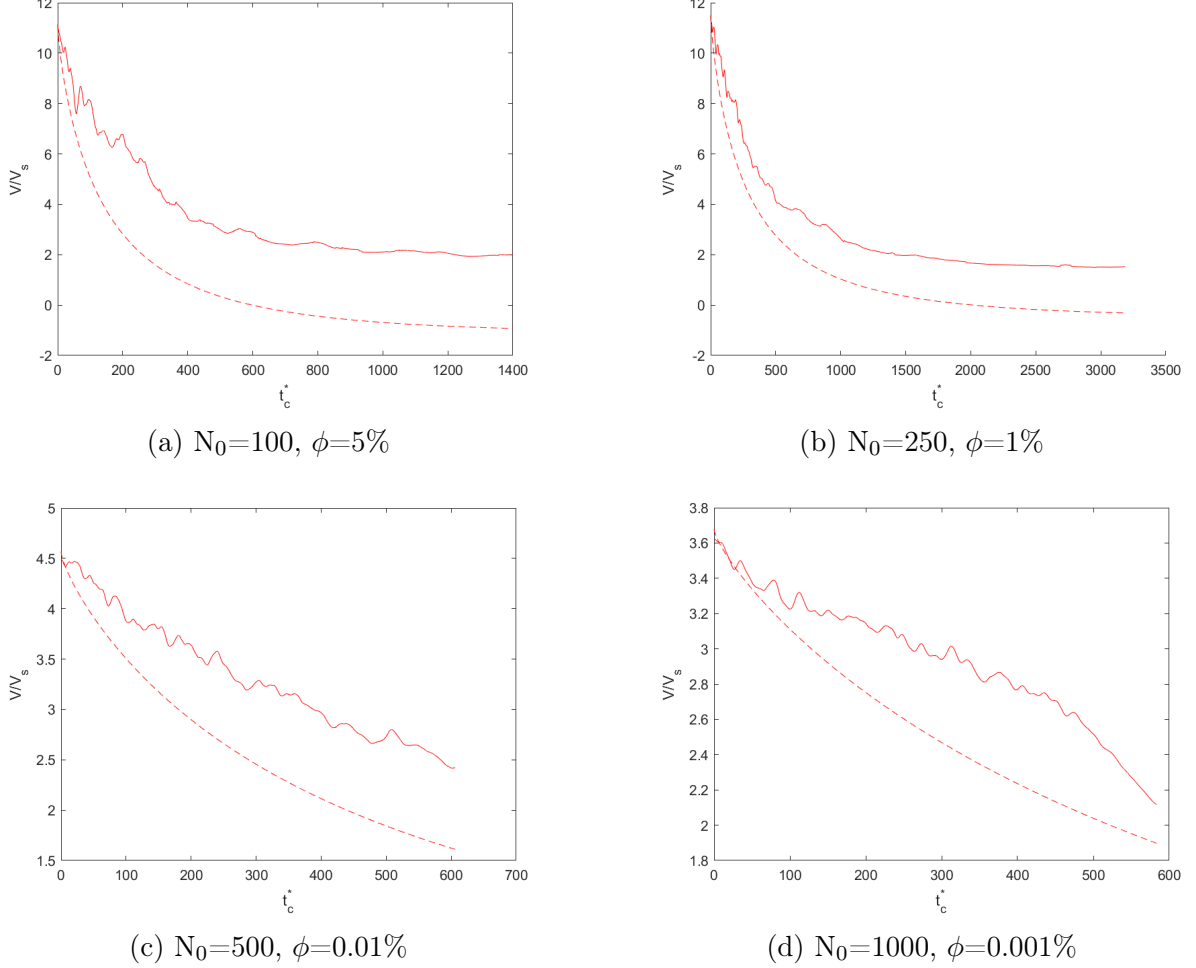 12
10
8
6
4
2
0
-2
V/V_s
0 200 400 600 800 1000 1200 1400
t_c^*
(a) N₀=100, ϕ=5%
12
10
8
6
4
2
0
-2
V/V_s
0 500 1000 1500 2000 2500 3000 3500
t_c^*
(b) N₀=250, ϕ=1%
5
4.5
4
3.5
3
2.5
2
1.5
V/V_s
0 100 200 300 400 500 600 700
t_c^*
(c) N₀=500, ϕ=0.01%
3.8
3.6
3.4
3.2
3
2.8
2.6
2.4
2.2
2
1.8
V/V_s
0 100 200 300 400 500 600
t_c^*
(d) N₀=1000, ϕ=0.001%